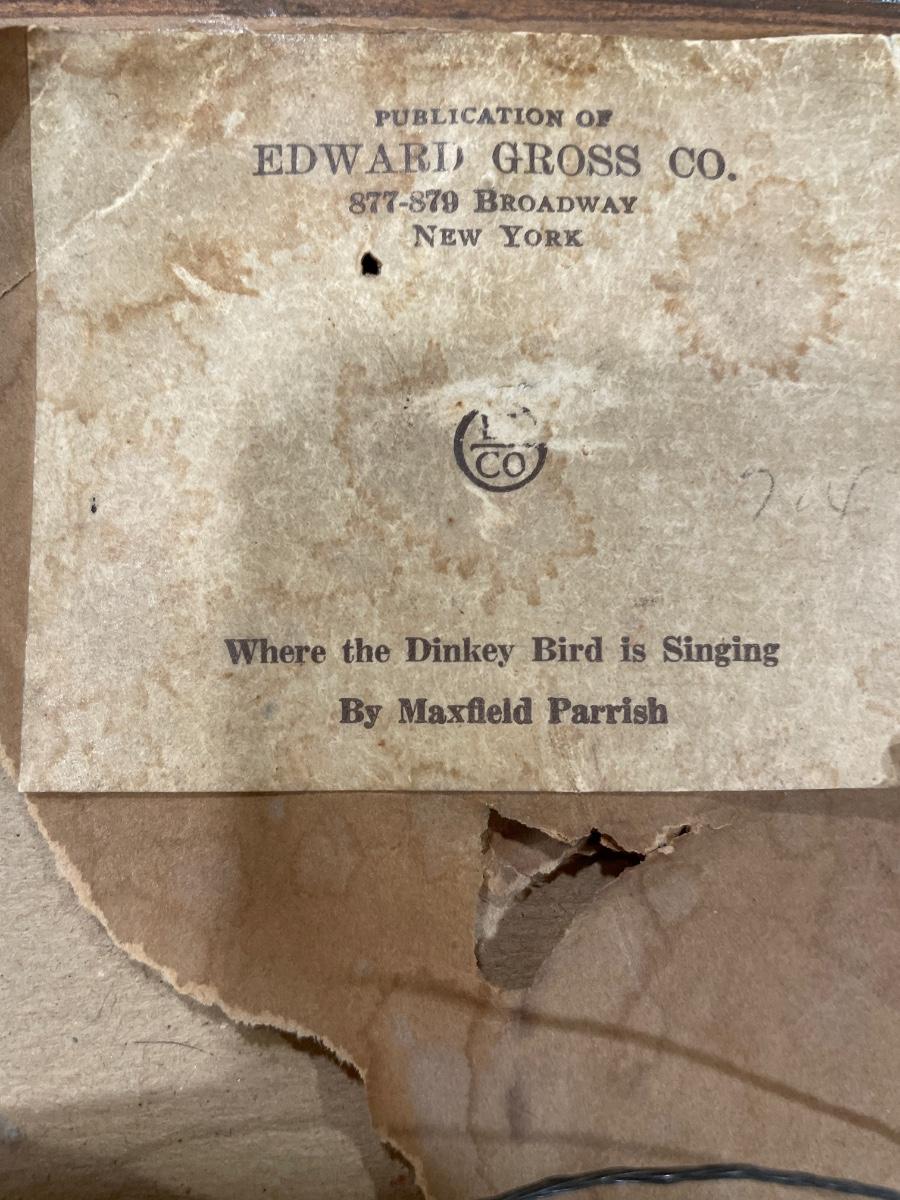 PUBLICATION OF
EDWARD GROSS CO.
877-879 BROADWAY
NEW YORK
CO
Where the Dinkey Bird is Singing
By Maxfield Parrish